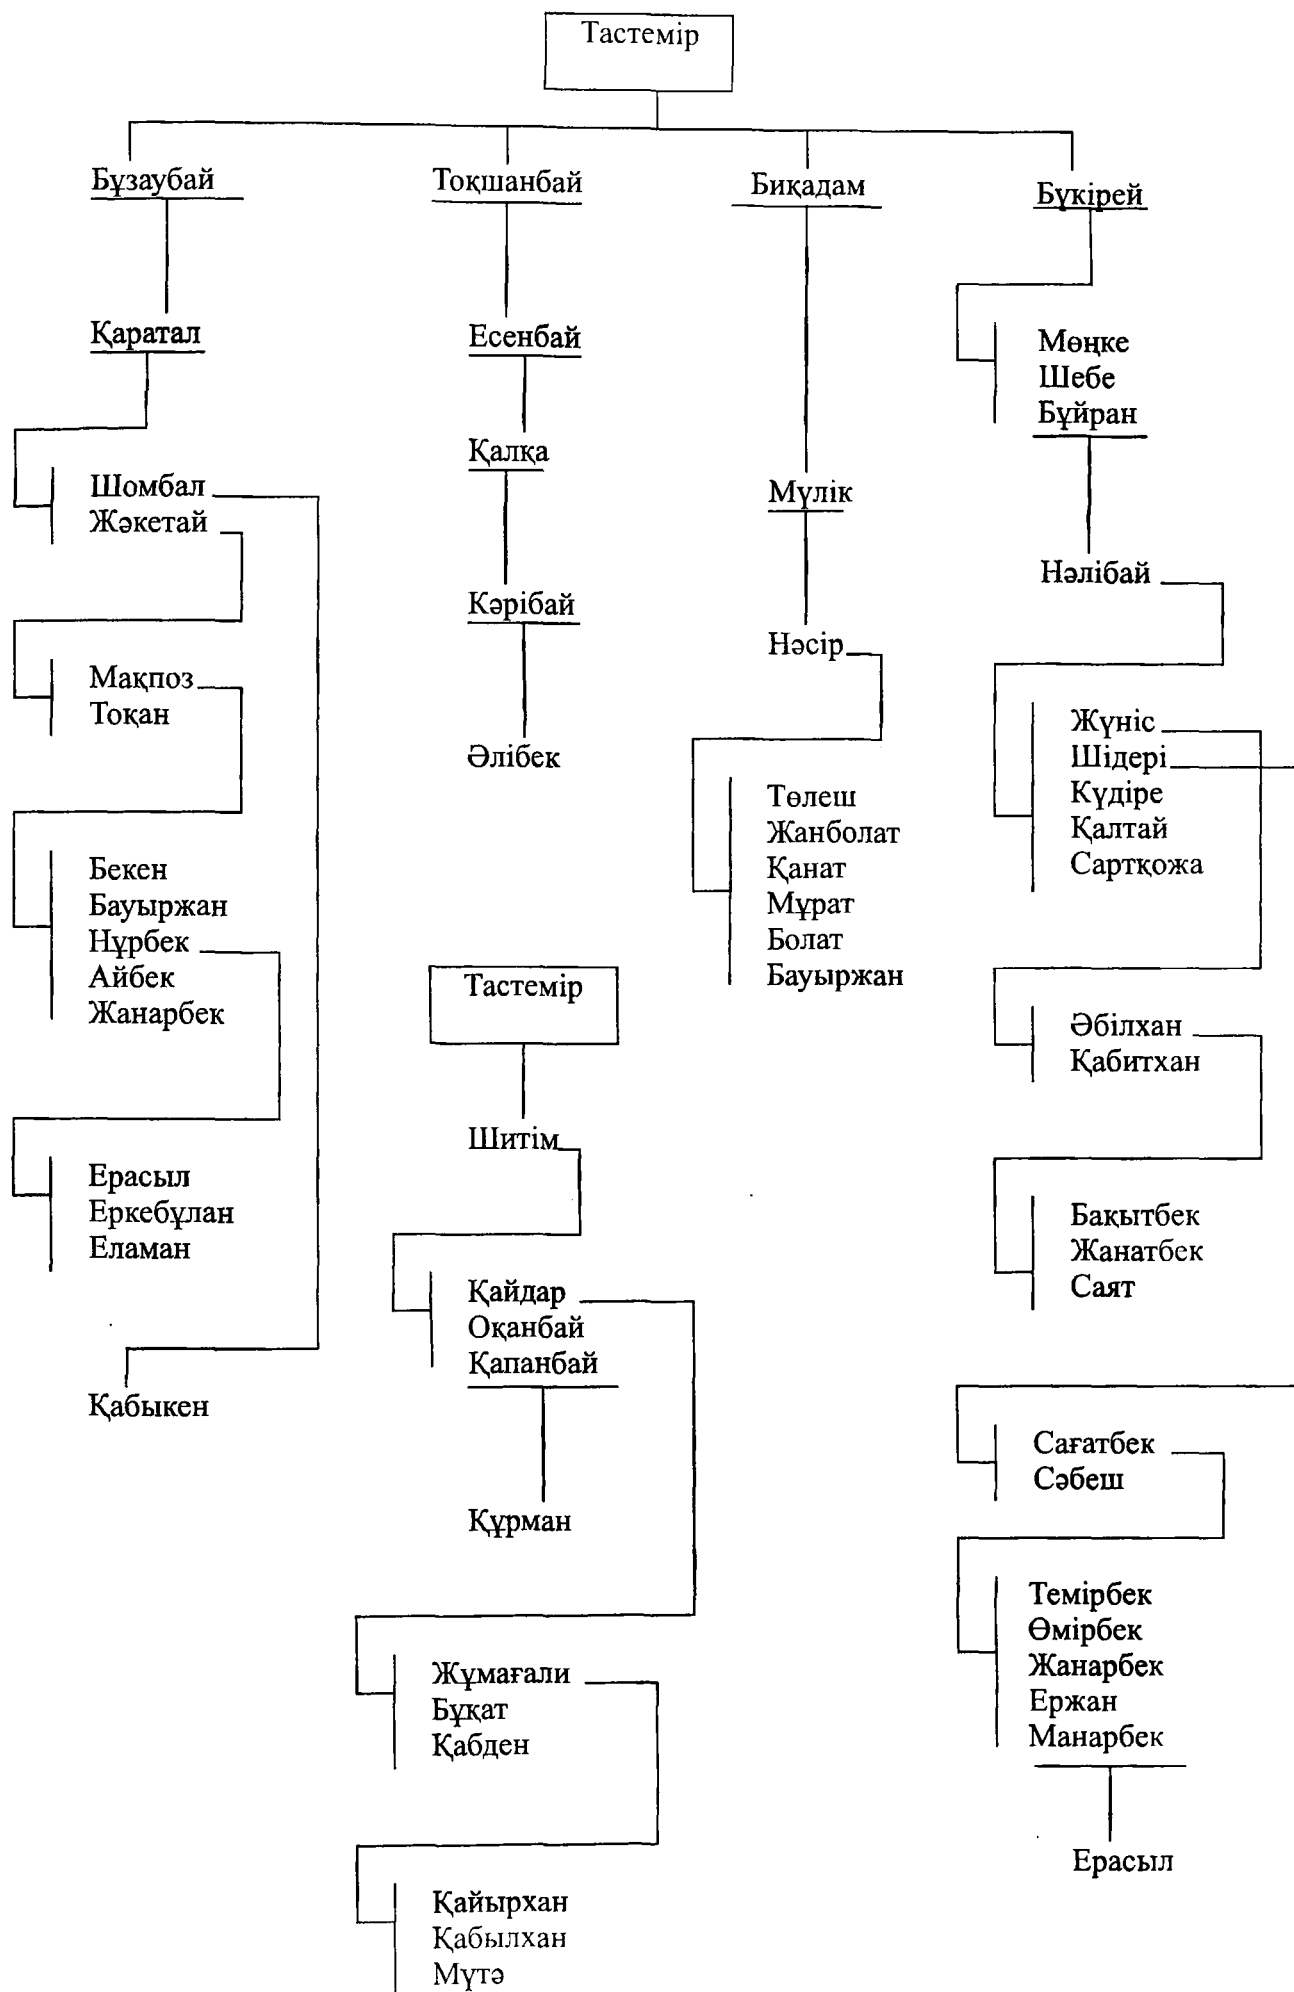 Тастемір
Бұзаубай
Тоқшанбай
Биқадам
Бүкірей
Қаратал
Есенбай
Қалқа
Кәрібай
Әлібек
Мүлік
Нәсір
Мөңке
Шебе
Бұйран
Нәлібай
Шомбал
Жәкетай
Мақпоз
Тоқан
Бекен
Бауыржан
Нұрбек
Айбек
Жанарбек
Ерасыл
Еркебұлан
Еламан
Қабыкен
Төлеш
Жанболат
Қанат
Мұрат
Болат
Бауыржан
Жүніс
Шідері
Күдіре
Қалтай
Сартқожа
Әбілхан
Қабитхан
Бақытбек
Жанатбек
Саят
Сағатбек
Сәбеш
Темірбек
Өмірбек
Жанарбек
Ержан
Манарбек
Ерасыл
Тастемір
Шитім
Қайдар
Оқанбай
Қапанбай
Құрман
Жұмағали
Бұқат
Қабден
Қайырхан
Қабылхан
Мүтә